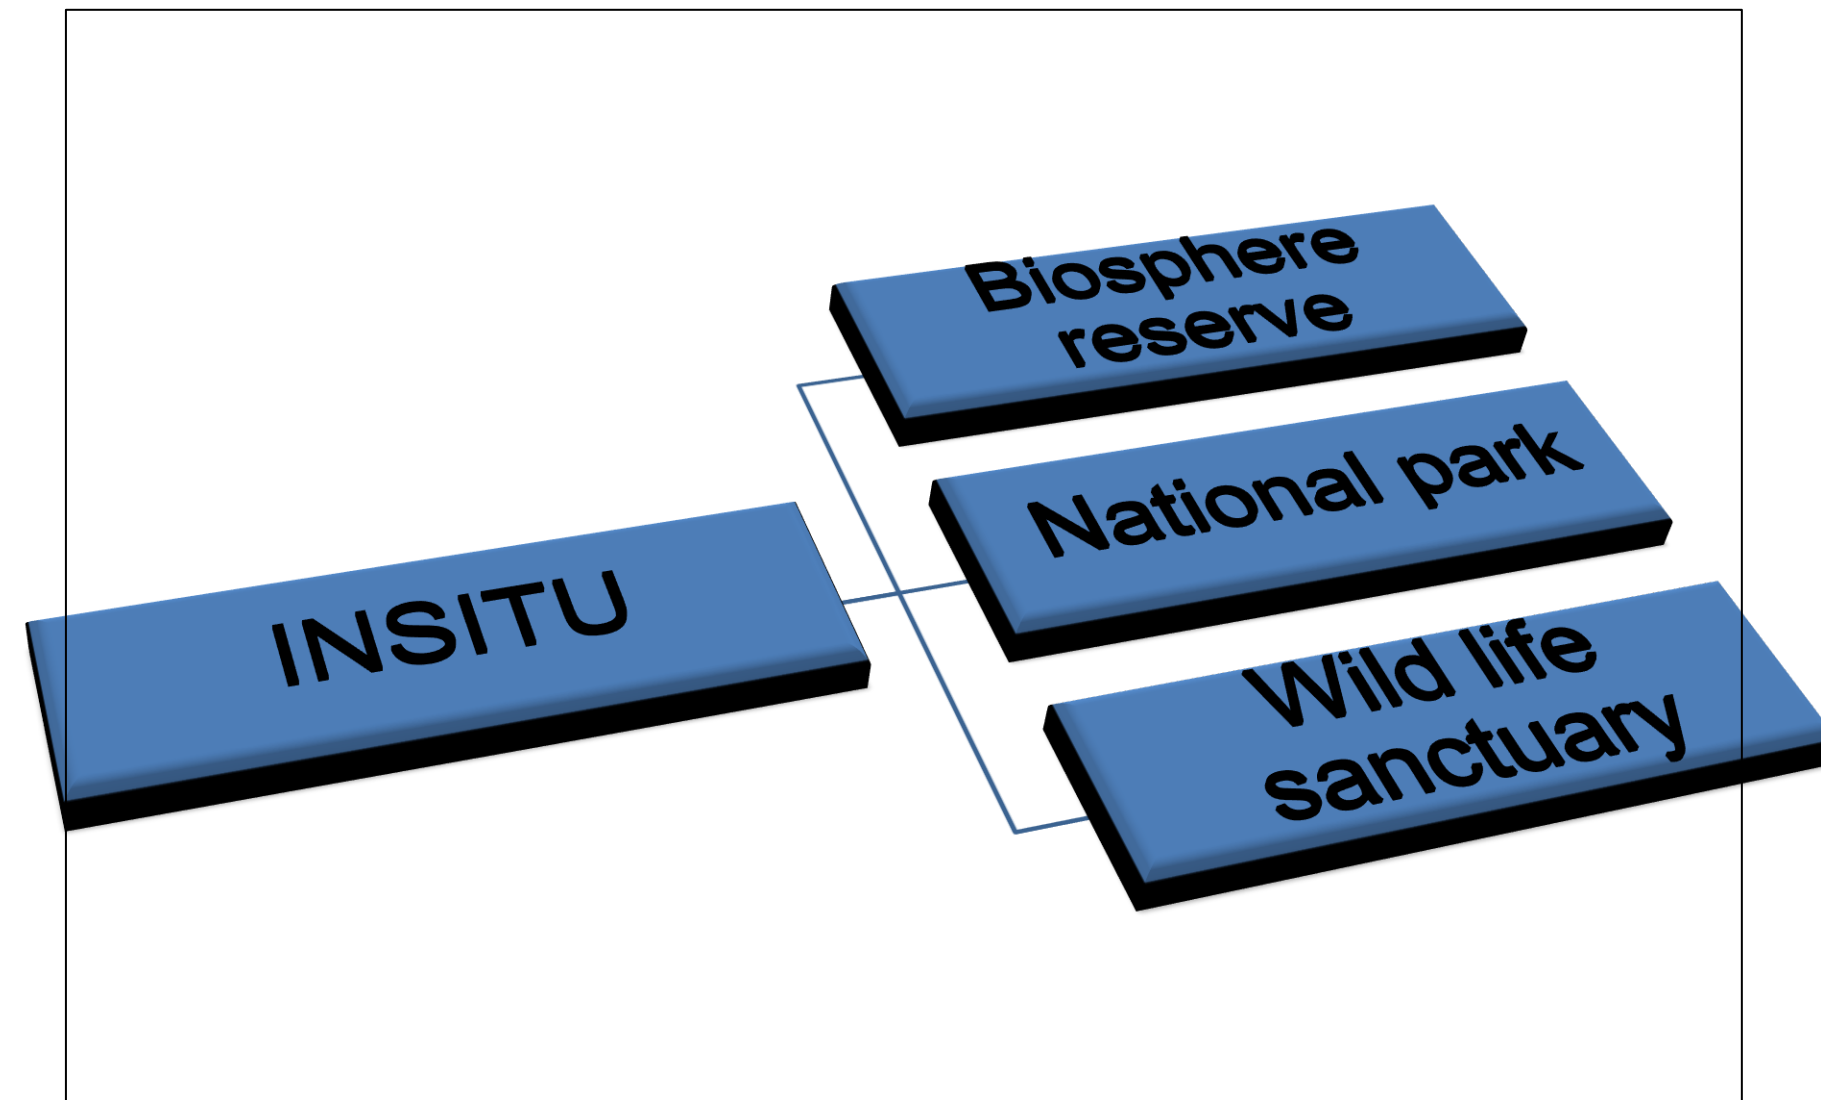 Biosphere
reserve
National park
INSITU
Wild life
sanctuary